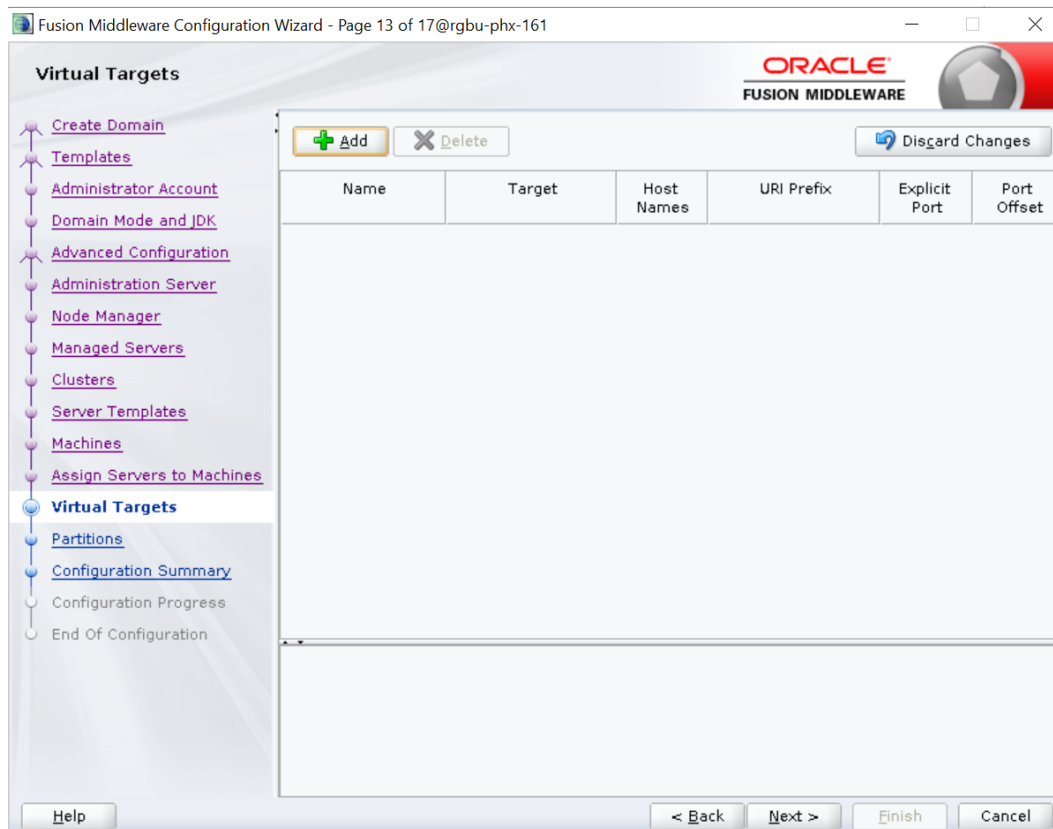 Fusion Middleware Configuration Wizard - Page 13 of 17@rgbu-phx-161
Virtual Targets
ORACLE
FUSION MIDDLEWARE
Create Domain
Templates
Administrator Account
Domain Mode and JDK
Advanced Configuration
Administration Server
Node Manager
Managed Servers
Clusters
Server Templates
Machines
Assign Servers to Machines
Virtual Targets
Partitions
Configuration Summary
Configuration Progress
End Of Configuration
Add
Delete
Discard Changes
Name
Target
Host
Names
URI Prefix
Explicit
Port
Port
Offset
Help
< Back
Next >
Finish
Cancel